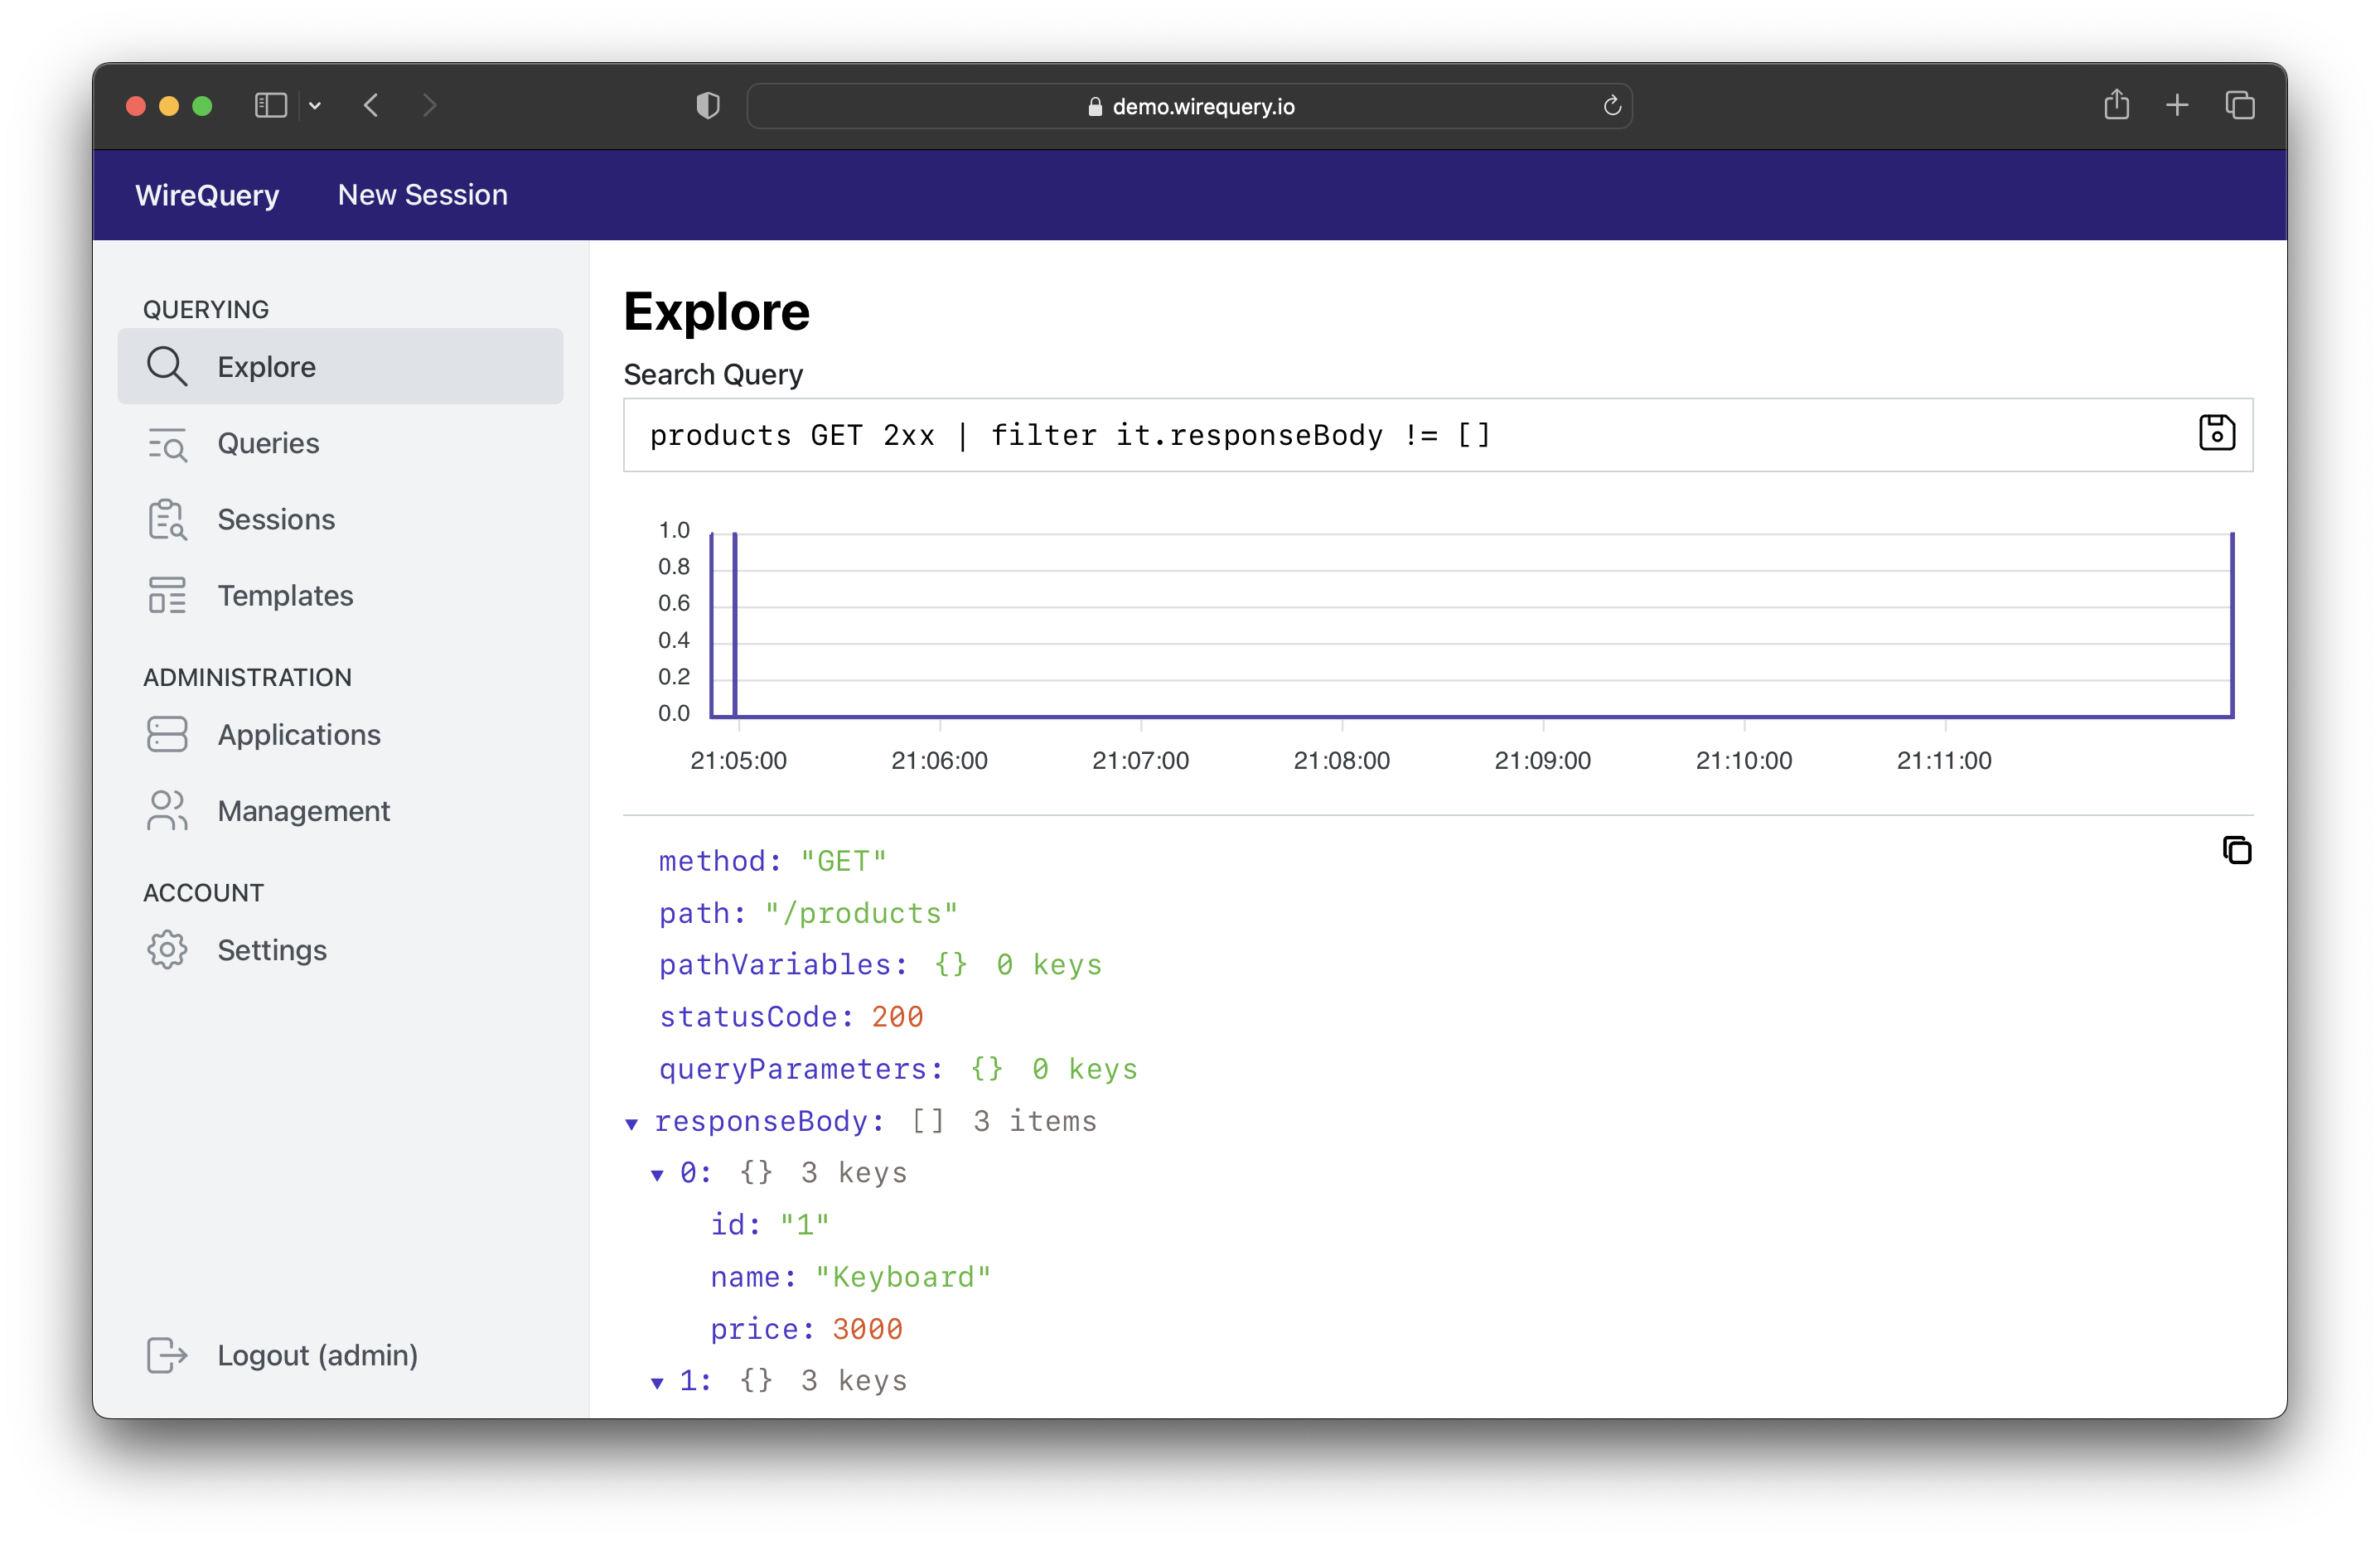 demo.wirequery.io
WireQuery New Session
QUERYING
Explore
Queries
Sessions
Templates
ADMINISTRATION
Applications
Management
ACCOUNT
Settings
Logout (admin)
Explore
Search Query
products GET 2xx | filter it.responseBody != []
1.0
0.8
0.6
0.4
0.2
0.0
21:05:00 21:06:00 21:07:00 21:08:00 21:09:00 21:10:00 21:11:00
method: "GET"
path: "/products"
pathVariables: {} 0 keys
statusCode: 200
queryParameters: {} 0 keys
responseBody: [] 3 items
0: {} 3 keys
id: "1"
name: "Keyboard"
price: 3000
1: {} 3 keys